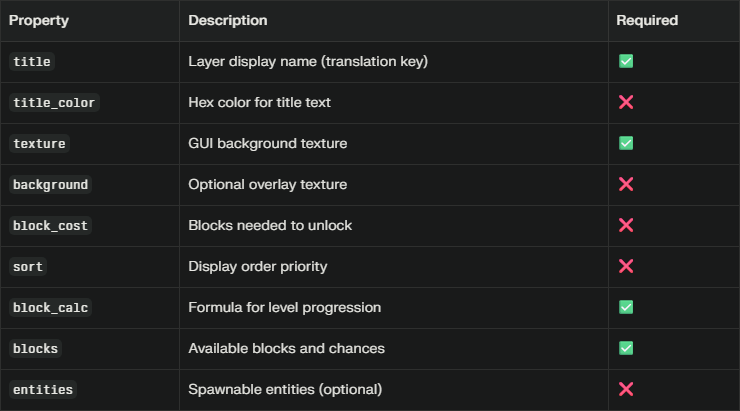 Property Description Required
title Layer display name (translation key) ✅
title_color Hex color for title text ❌
texture GUI background texture ✅
background Optional overlay texture ❌
block_cost Blocks needed to unlock ❌
sort Display order priority ❌
block_calc Formula for level progression ✅
blocks Available blocks and chances ✅
entities Spawnable entities (optional) ❌